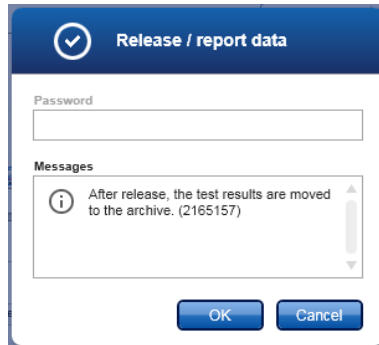 Release / report data
Password
Messages
After release, the test results are moved
to the archive. (2165157)
OK
Cancel